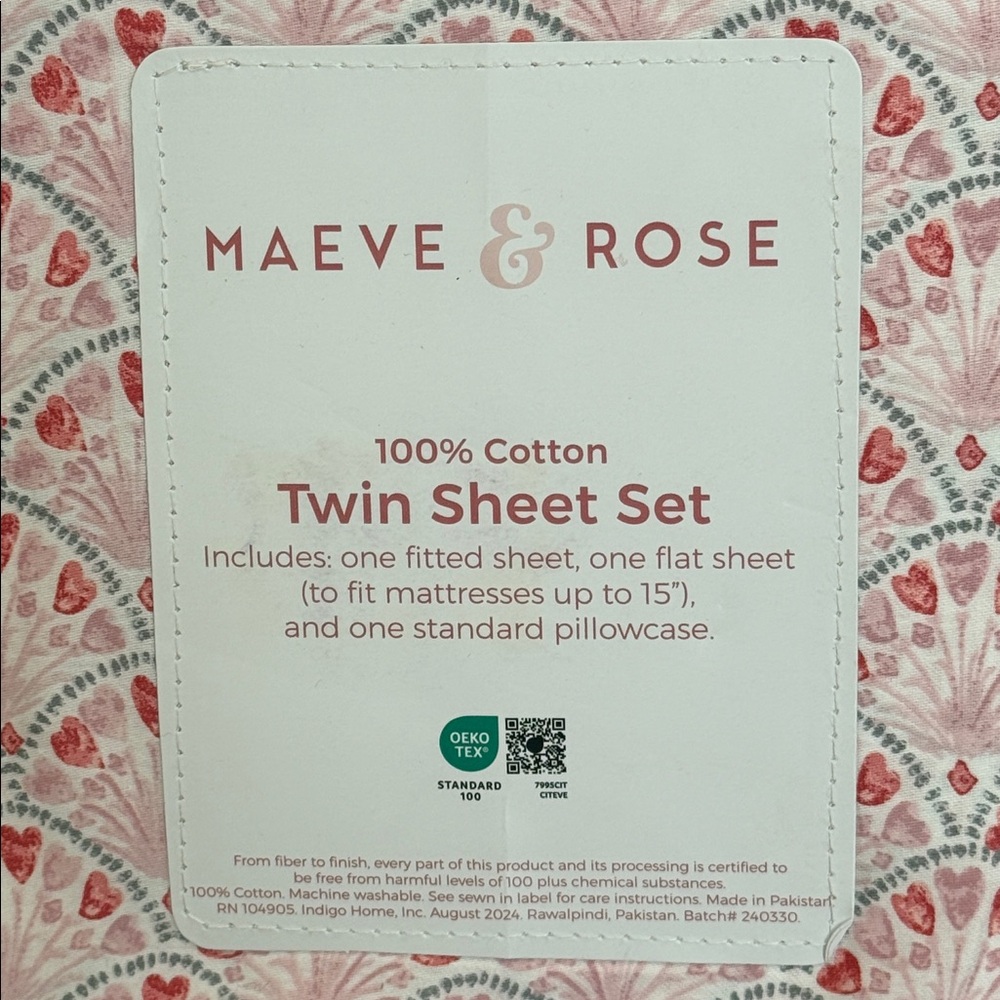 MAEVE & ROSE
100% Cotton
Twin Sheet Set
Includes: one fitted sheet, one flat sheet
(to fit mattresses up to 15”),
and one standard pillowcase.
OEKO
TEX®
STANDARD
100
7995CIT
CITEVE
From fiber to finish, every part of this product and its processing is certified to
be free from harmful levels of 100 plus chemical substances.
100% Cotton. Machine washable. See sewn in label for care instructions. Made in Pakistan.
RN 104905. Indigo Home, Inc. August 2024. Rawalpindi, Pakistan. Batch# 240330.